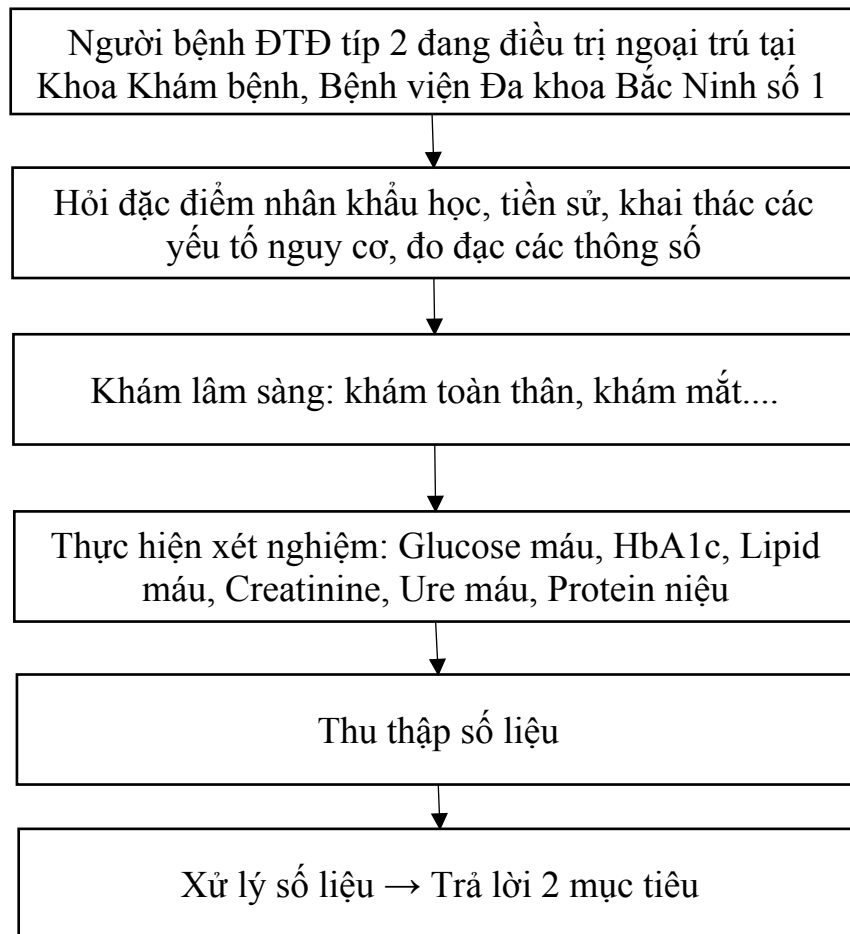 Người bệnh ĐTĐ típ 2 đang điều trị ngoại trú tại
Khoa Khám bệnh, Bệnh viện Đa khoa Bắc Ninh số 1
Hỏi đặc điểm nhân khẩu học, tiền sử, khai thác các
yếu tố nguy cơ, đo đạc các thông số
Khám lâm sàng: khám toàn thân, khám mắt....
Thực hiện xét nghiệm: Glucose máu, HbA1c, Lipid
máu, Creatinine, Ure máu, Protein niệu
Thu thập số liệu
Xử lý số liệu → Trả lời 2 mục tiêu